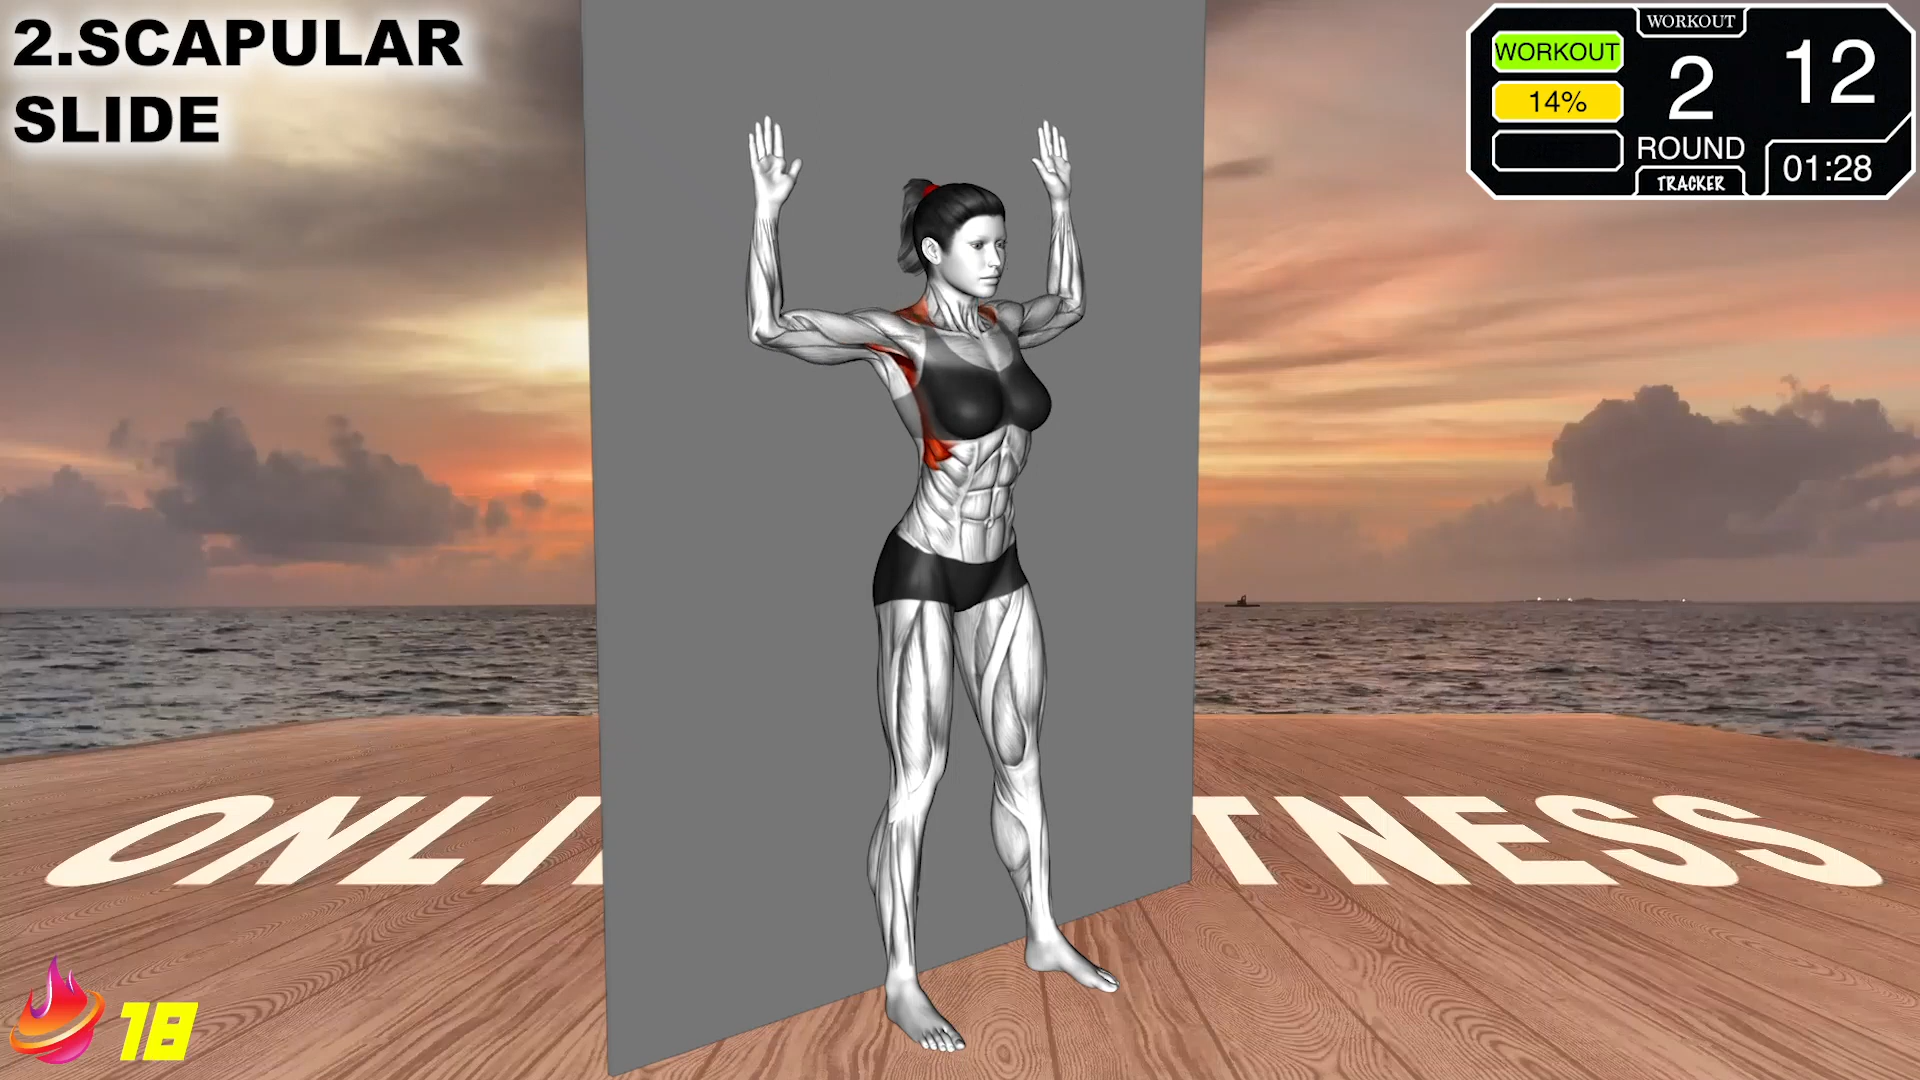 2.SCAPULAR
SLIDE
WORKOUT
WORKOUT
14%
2
ROUND
TRACKER
12
01:28
ONLI
TNESS
18